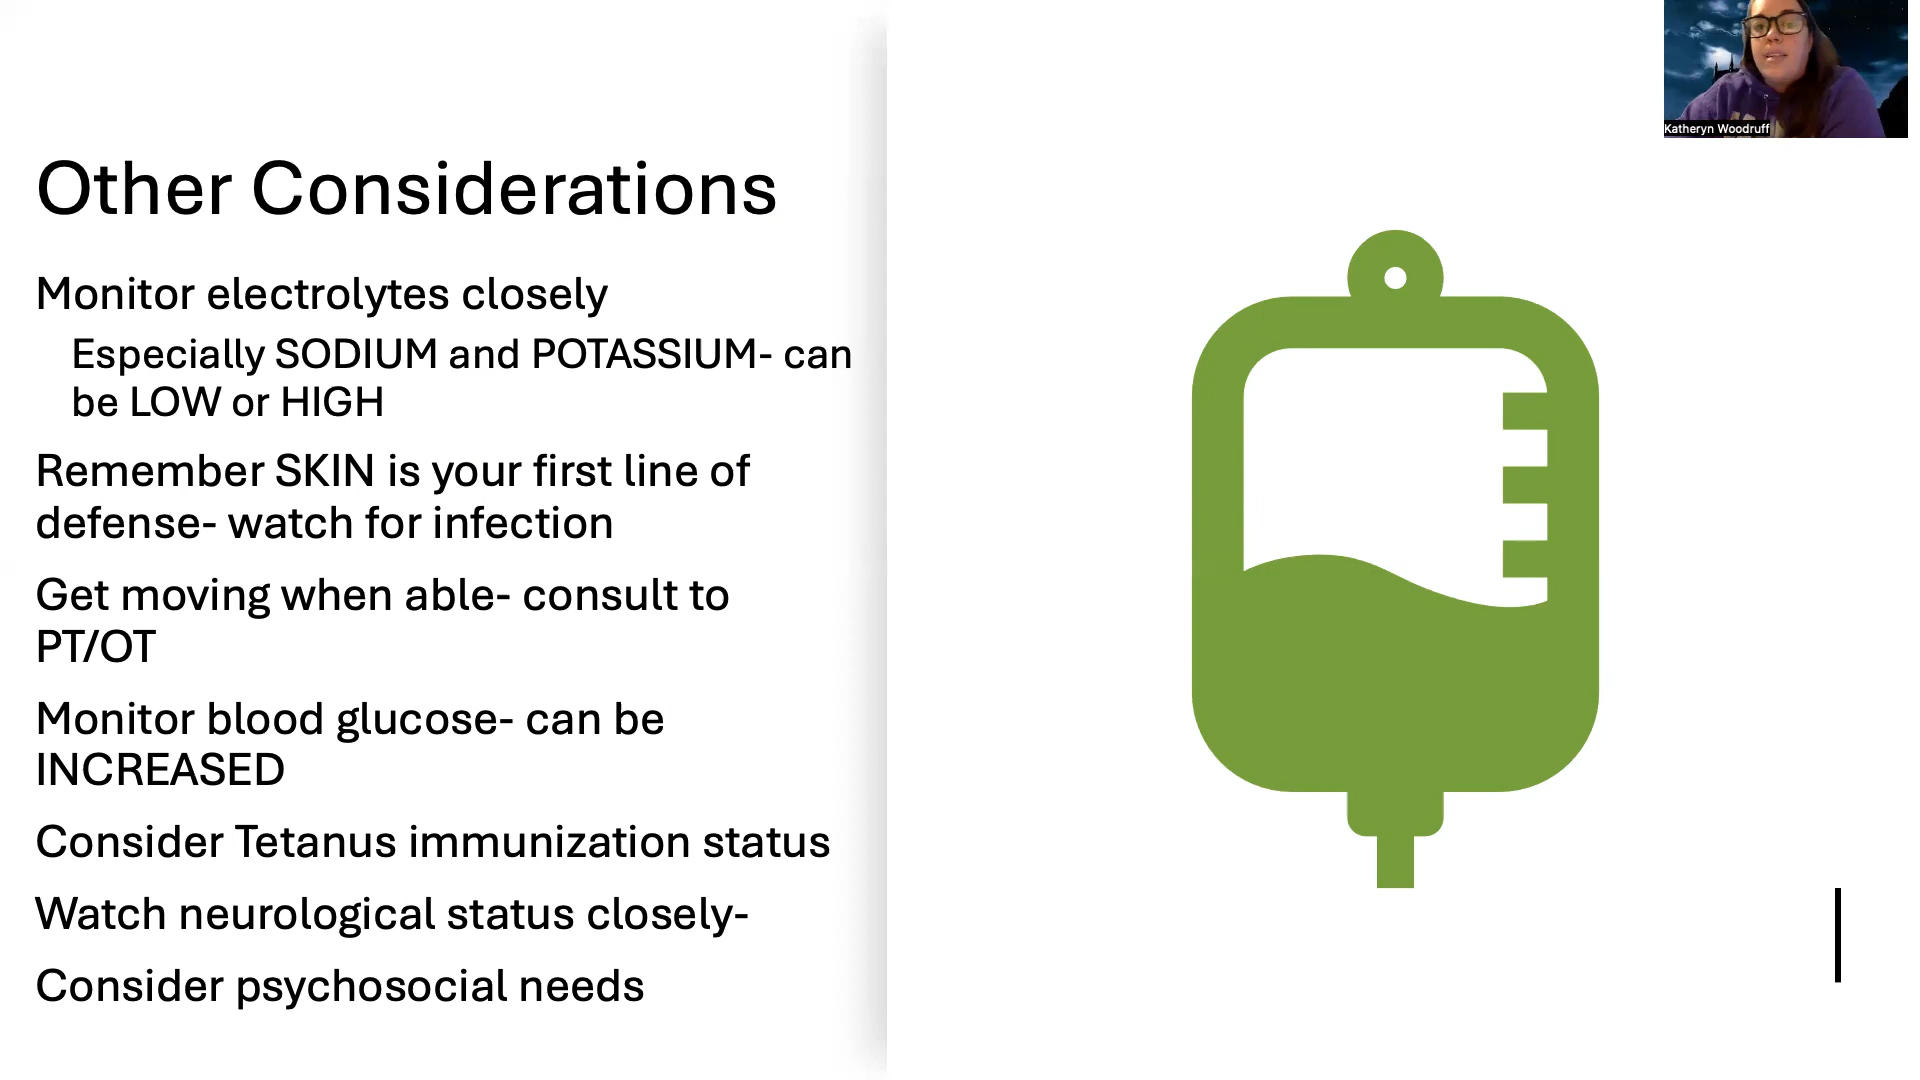 Katheryn Woodruff
Other Considerations
Monitor electrolytes closely
Especially SODIUM and POTASSIUM- can
be LOW or HIGH
Remember SKIN is your first line of
defense- watch for infection
Get moving when able- consult to
PT/OT
Monitor blood glucose- can be
INCREASED
Consider Tetanus immunization status
Watch neurological status closely-
Consider psychosocial needs